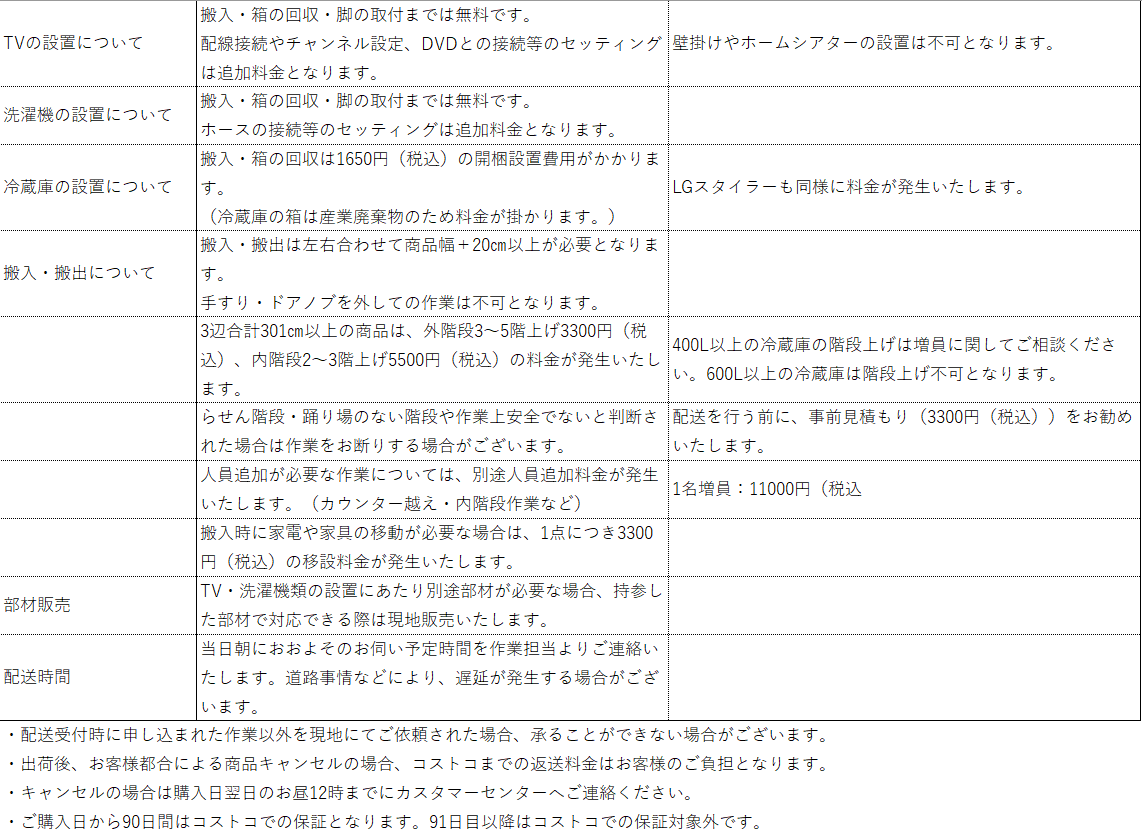 搬入・箱の回収・脚の取付までは無料です。
TVの設置について
配線接続やチャンネル設定、DVDとの接続等のセッティング
は追加料金となります。
壁掛けやホームシアターの設置は不可となります。
洗濯機の設置について
搬入・箱の回収・脚の取付までは無料です。
ホースの接続等のセッティングは追加料金となります。
冷蔵庫の設置について
搬入・箱の回収は1650円（税込）の開梱設置費用がかかりま
す。
（冷蔵庫の箱は産業廃棄物のため料金が掛かります。）
LGスタイラーも同様に料金が発生いたします。
搬入・搬出について
搬入・搬出は左右合わせて商品幅＋20㎝以上が必要となりま
す。
手すり・ドアノブを外しての作業は不可となります。
3辺合計301㎝以上の商品は、外階段3～5階上げ3300円（税
込）、内階段2～3階上げ5500円（税込）の料金が発生いたし
ます。
400L以上の冷蔵庫の階段上げは増員に関してご相談くださ
い。600L以上の冷蔵庫は階段上げ不可となります。
らせん階段・踊り場のない階段や作業上安全でないと判断さ
れた場合は作業をお断りする場合がございます。
配送を行う前に、事前見積もり（3300円（税込））をお勧め
いたします。
人員追加が必要な作業については、別途人員追加料金が発生
いたします。（カウンター越え・内階段作業など）
1名増員：11000円（税込
搬入時に家電や家具の移動が必要な場合は、1点につき3300
円（税込）の移設料金が発生いたします。
部材販売
TV・洗濯機類の設置にあたり別途部材が必要な場合、持参し
た部材で対応できる際は現地販売いたします。
配送時間
当日朝におおよそのお伺い予定時間を作業担当よりご連絡い
たします。道路事情などにより、遅延が発生する場合がござ
います。
・配送受付時に申し込まれた作業以外を現地にてご依頼された場合、承ることができない場合がございます。
・出荷後、お客様都合による商品キャンセルの場合、コストコまでの返送料金はお客様のご負担となります。
・キャンセルの場合は購入日翌日のお昼12時までにカスタマーセンターへご連絡ください。
・ご購入日から90日間はコストコでの保証となります。91日目以降はコストコでの保証対象外です。